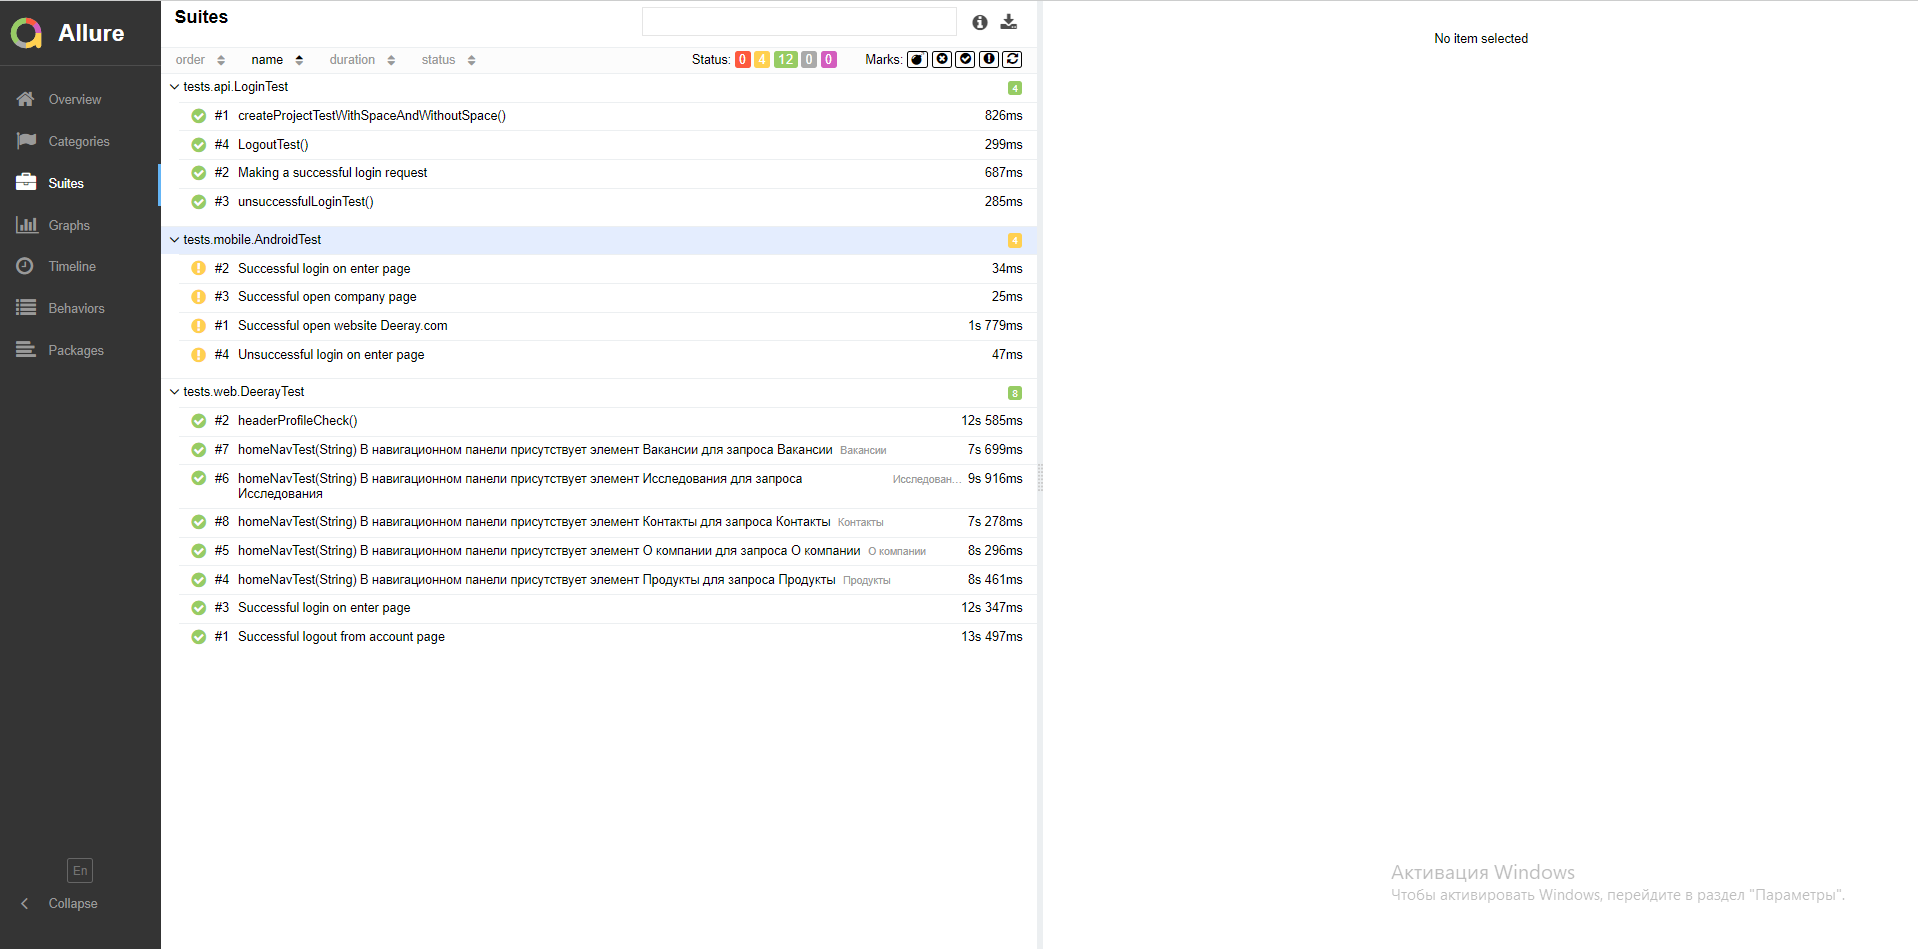 Allure
Overview
Categories
Suites
Graphs
Timeline
Behaviors
Packages
En
Collapse
Suites
order name duration status Status: 0 4 12 0 0 Marks:
tests.api.LoginTest 4
#1 createProjectTestWithSpaceAndWithoutSpace() 826ms
#4 LogoutTest() 299ms
#2 Making a successful login request 687ms
#3 unsuccessfulLoginTest() 285ms
tests.mobile.AndroidTest 4
#2 Successful login on enter page 34ms
#3 Successful open company page 25ms
#1 Successful open website Deeray.com 1s 779ms
#4 Unsuccessful login on enter page 47ms
tests.web.DeerayTest 8
#2 headerProfileCheck() 12s 585ms
#7 homeNavTest(String) В навигационном панели присутствует элемент Вакансии для запроса Вакансии Вакансии 7s 699ms
#6 homeNavTest(String) В навигационном панели присутствует элемент Исследования для запроса Исследован... 9s 916ms
Исследования
#8 homeNavTest(String) В навигационном панели присутствует элемент Контакты для запроса Контакты Контакты 7s 278ms
#5 homeNavTest(String) В навигационном панели присутствует элемент О компании для запроса О компании О компании 8s 296ms
#4 homeNavTest(String) В навигационном панели присутствует элемент Продукты для запроса Продукты Продукты 8s 461ms
#3 Successful login on enter page 12s 347ms
#1 Successful logout from account page 13s 497ms
No item selected
Активация Windows
Чтобы активировать Windows, перейдите в раздел "Параметры".